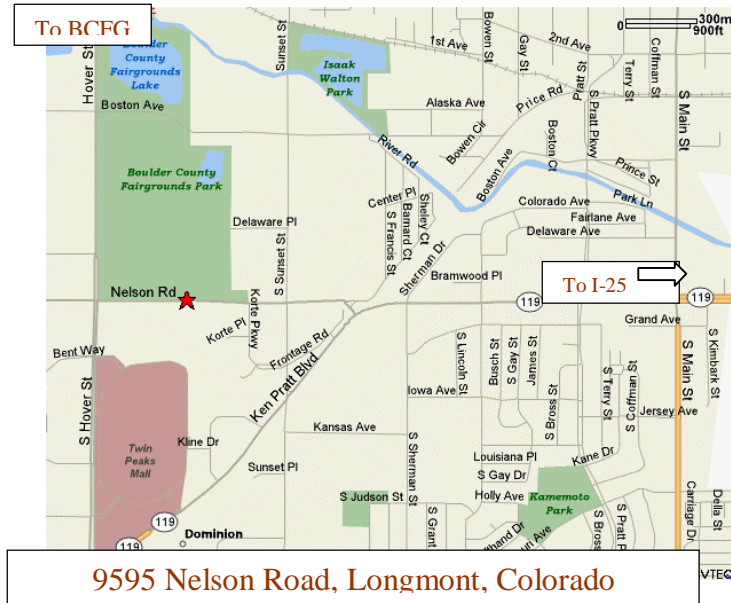 To BCFG
300m
0
900ft
Hover St
Boulder
County
Fairgrounds
Lake
Sunset St
Isaak
Walton
Park
1st Ave
Bowen St
Gay St
2nd Ave
Pratt St
S Pratt Pkwy
Terry St
Coffman St
S Main St
Boston Ave
Alaska Ave
Price Rd
Bowen Cir
River Rd
Boston Ave
Boston Ct
Prince St
Park Ln
Boulder County
Fairgrounds Park
Center Pl
Sheley Ct
Barnard Ct
S Francis St
Colorado Ave
Fairlane Ave
Delaware Ave
Delaware Pl
S Sunset St
Sherman Dr
Bramwood Pl
To I-25
Nelson Rd
119
119
Korte Pkwy
Korte Pl
Frontage Rd
Grand Ave
Bent Way
Ken Pratt Blvd
S Lincoln St
Busch St
S Gay St
James St
S Bross St
S Terry St
S Coffman St
S Main St
S Kimbark St
Iowa Ave
Jersey Ave
S Hover St
Twin
Peaks
Mall
Kline Dr
Kansas Ave
S Sherman St
Sunset Pl
Louisiana Pl
Kane Dr
S Gay Dr
S Judson St
Holly Ave
Kamemoto
Park
S Grant
S Bross
S Pratt P
Carriage Dr
Della St
119
119
Dominion
9595 Nelson Road, Longmont, Colorado
VTEC